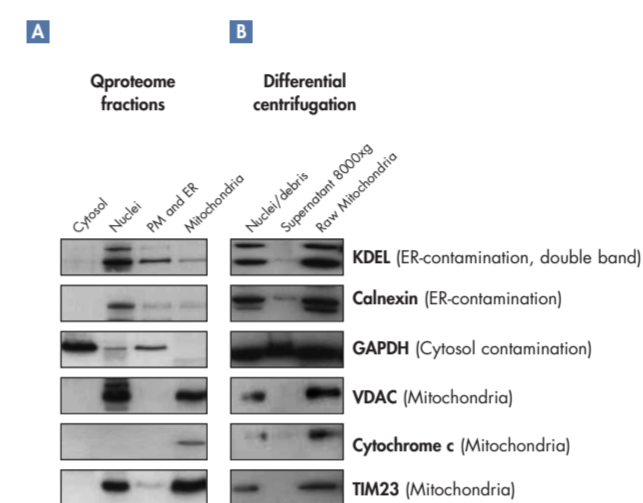 A
B
Qproteome
fractions
Differential
centrifugation
Cytosol
Nuclei
PM and ER
Mitochondria
Nuclei/debris
Supernatant 8000xg
Raw Mitochondria
KDEL (ER-contamination, double band)
Calnexin (ER-contamination)
GAPDH (Cytosol contamination)
VDAC (Mitochondria)
Cytochrome c (Mitochondria)
TIM23 (Mitochondria)